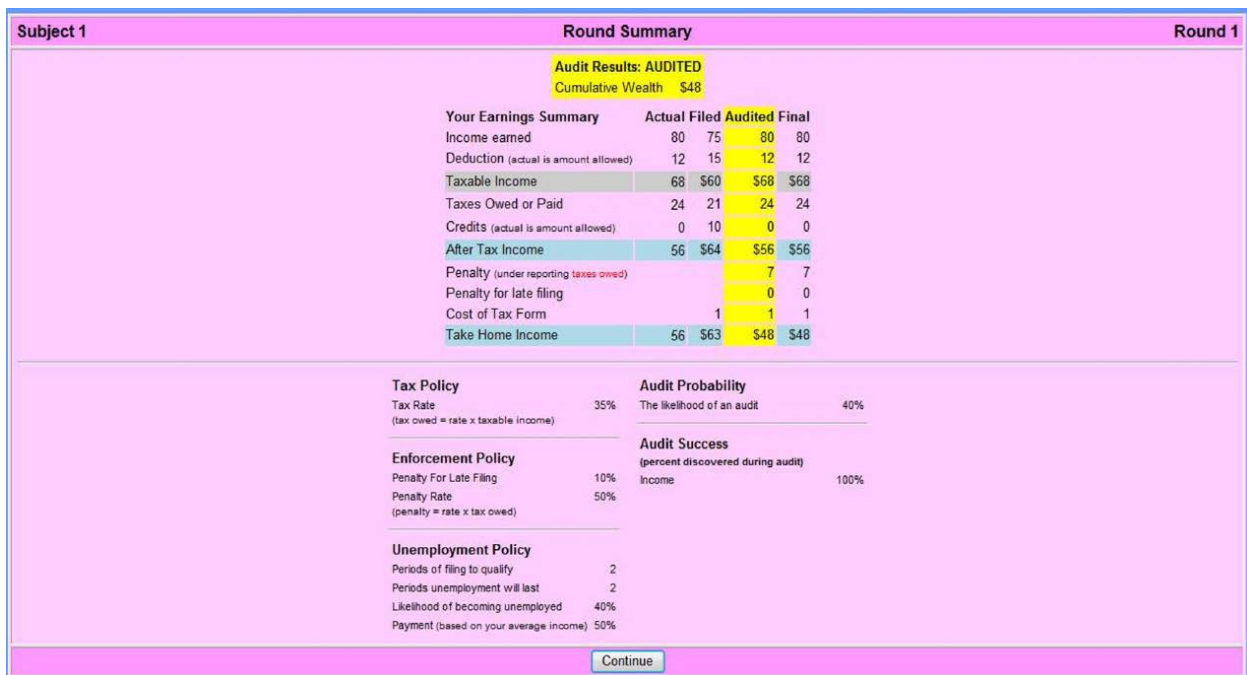 Subject 1 Round Summary Round 1
Audit Results: AUDITED
Cumulative Wealth $48
Your Earnings Summary Actual Filed Audited Final
Income earned 80 75 80 80
Deduction (actual is amount allowed) 12 15 12 12
Taxable Income 68 $60 $68 $68
Taxes Owed or Paid 24 21 24 24
Credits (actual is amount allowed) 0 10 0 0
After Tax Income 56 $64 $56 $56
Penalty (under reporting taxes owed) 7 7
Penalty for late filing 0 0
Cost of Tax Form 1 1 1
Take Home Income 56 $63 $48 $48
Tax Policy
Tax Rate 35%
(tax owed = rate x taxable income)
Enforcement Policy
Penalty For Late Filing 10%
Penalty Rate 50%
(penalty = rate x tax owed)
Unemployment Policy
Periods of filing to qualify 2
Periods unemployment will last 2
Likelihood of becoming unemployed 40%
Payment (based on your average income) 50%
Audit Probability
The likelihood of an audit 40%
Audit Success
(percent discovered during audit)
Income 100%
Continue